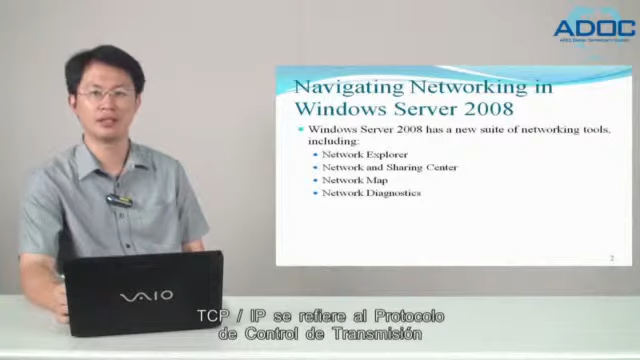 ADOC
Navigating Networking in
Windows Server 2008
Windows Server 2008 has a new suite of networking tools,
including:
Network Explorer
Network and Sharing Center
Network Map
Network Diagnostics
2
VAIO
TCP / IP se refiere al Protocolo
de Control de Transmisión